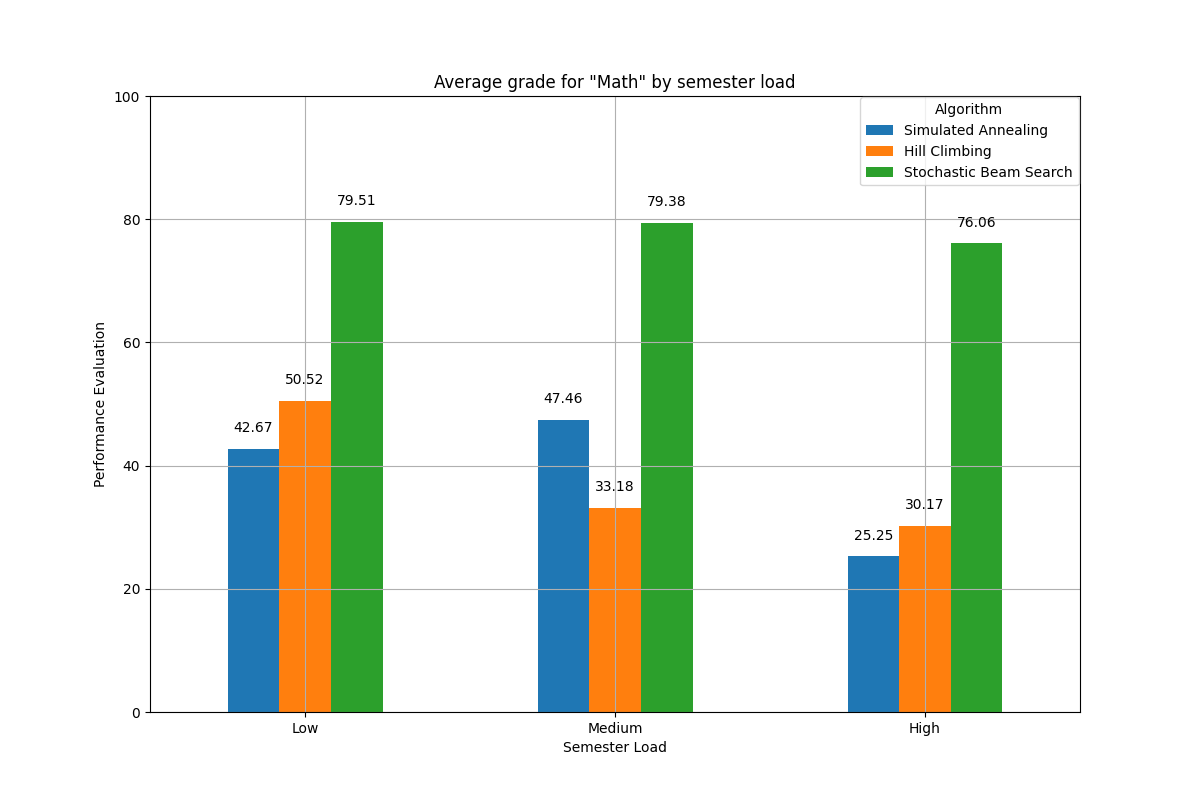 Average grade for "Math" by semester load
Algorithm
Simulated Annealing
Hill Climbing
Stochastic Beam Search
Performance Evaluation
100
80
60
40
20
0
42.67
50.52
79.51
47.46
33.18
79.38
25.25
30.17
76.06
Low Medium High
Semester Load